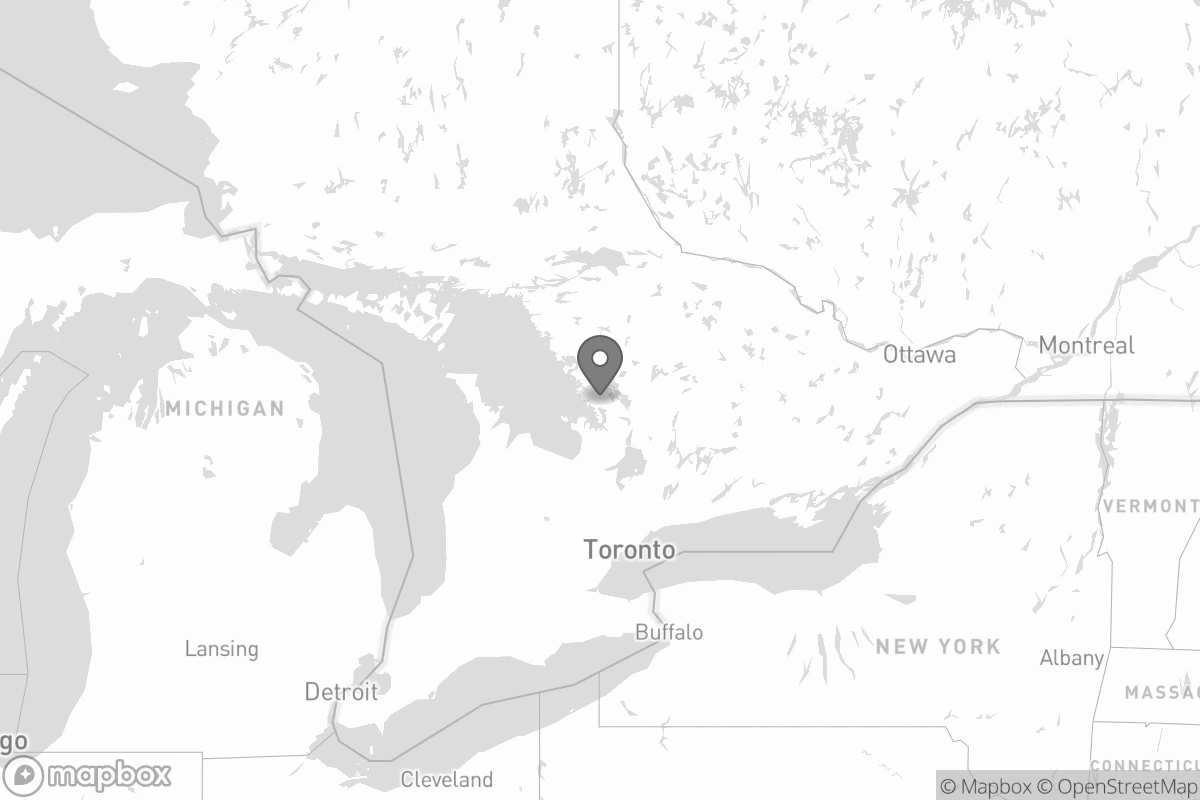 Ottawa
Montreal
MICHIGAN
VERMONT
Toronto
Buffalo
Lansing
NEW YORK
Albany
Detroit
MASSAC
go
CONNECTICU
mapbox
Cleveland
© Mapbox © OpenStreetMap